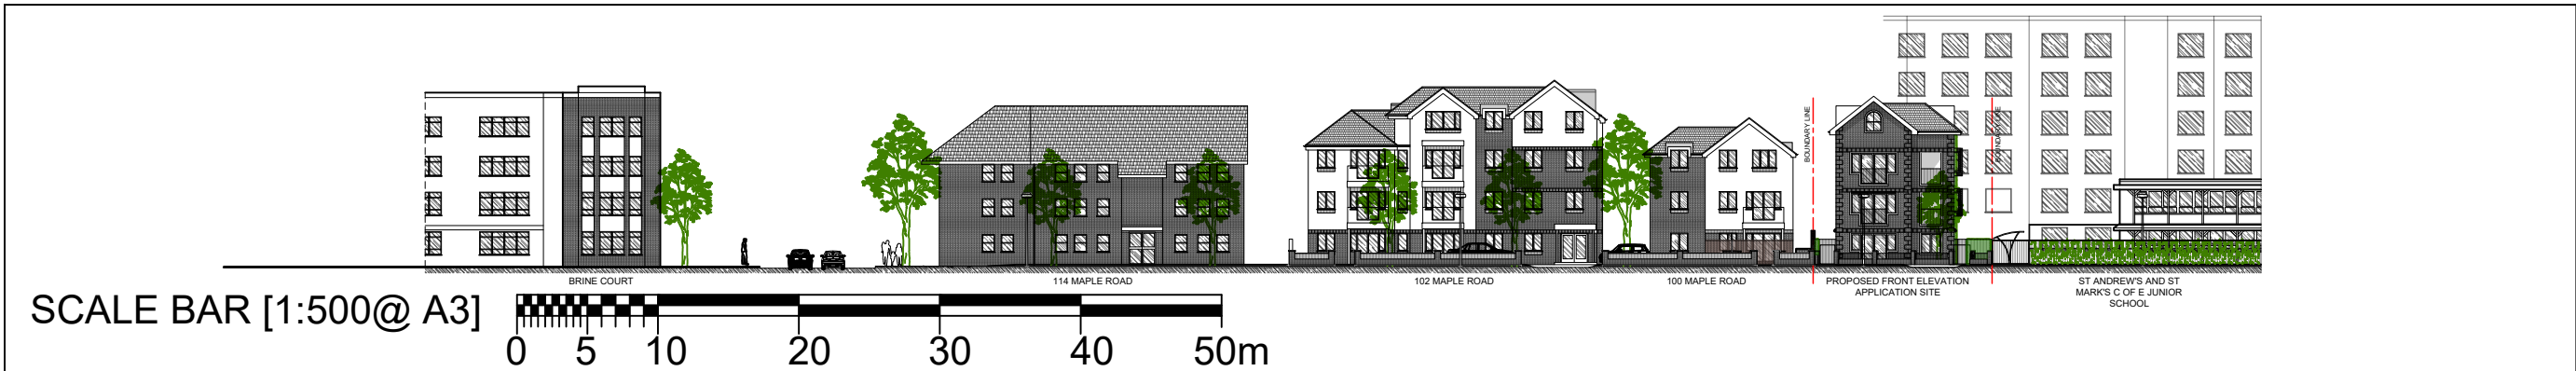 BOUNDARY LINE
BOUNDARY LINE
BRINE COURT
114 MAPLE ROAD
102 MAPLE ROAD
100 MAPLE ROAD
PROPOSED FRONT ELEVATION
APPLICATION SITE
ST ANDREW'S AND ST
MARK'S C OF E JUNIOR
SCHOOL
SCALE BAR [1:500@ A3]
0 5 10 20 30 40 50m